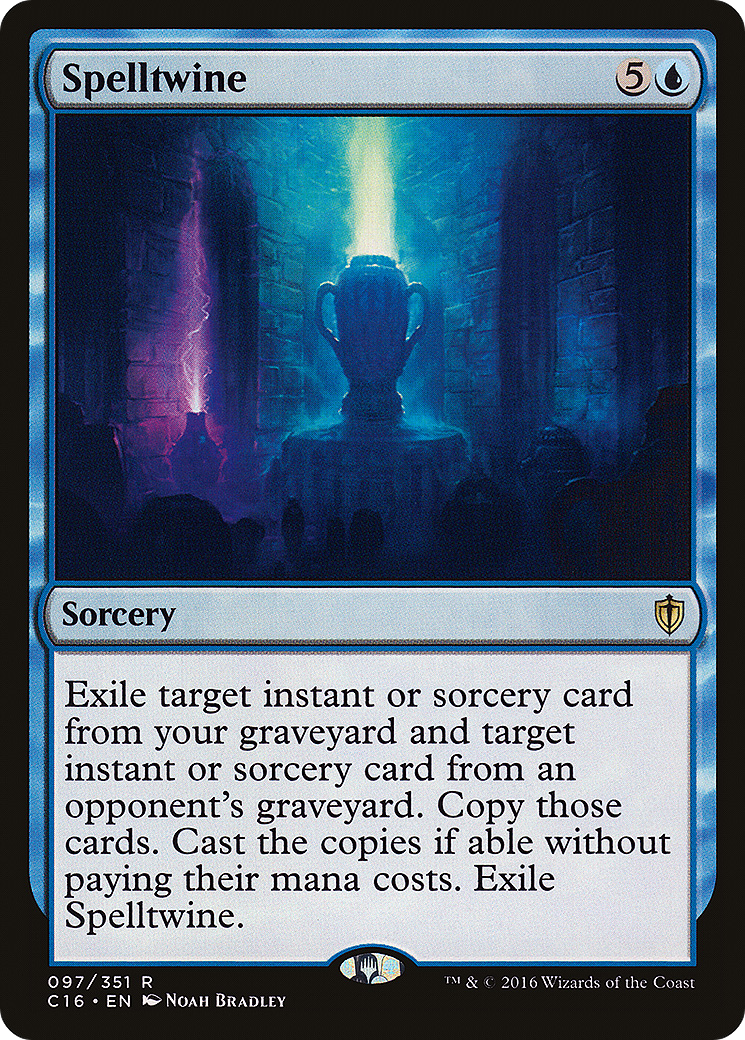 Spelltwine 5
Sorcery
Exile target instant or sorcery card
from your graveyard and target
instant or sorcery card from an
opponent's graveyard. Copy those
cards. Cast the copies if able without
paying their mana costs. Exile
Spelltwine.
097/351 R
C16 • EN NOAH BRADLEY
™ & © 2016 Wizards of the Coast